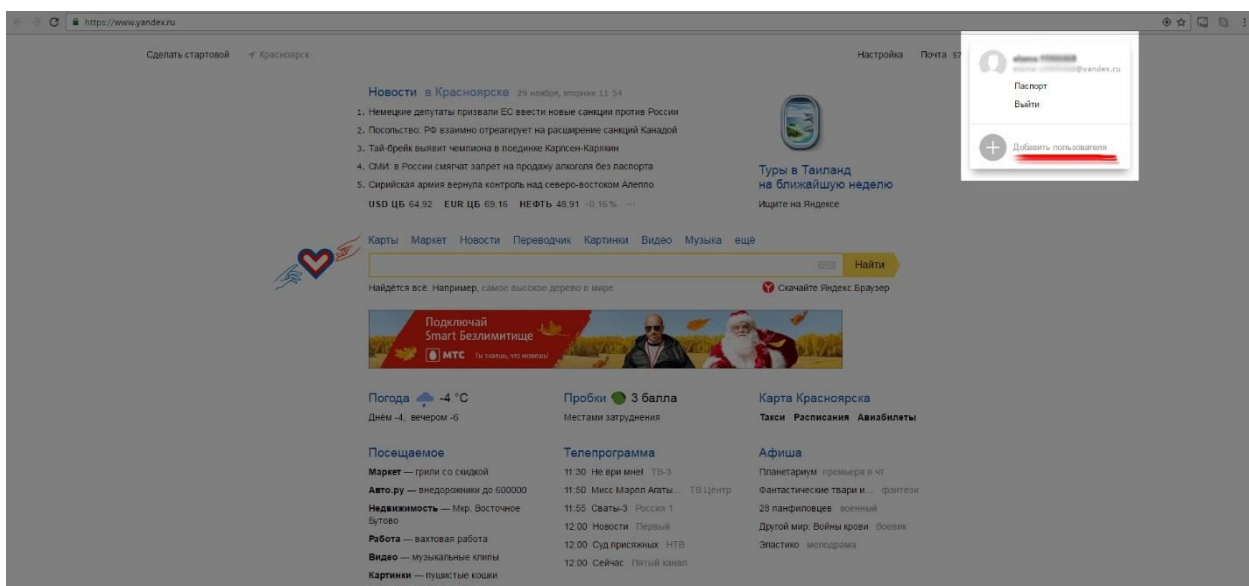 https://www.yandex.ru
Сделать стартовой Красноярск
Настройка Почта 57
@yandex.ru
Паспорт
Выйти
Добавить пользователя
Новости в Красноярске 29 ноября, вторник 11 54
1. Немецкие депутаты призвали ЕС ввести новые санкции против России
2. Посольство: РФ взаимно отреагирует на расширение санкций Канадой
3. Тай-брейк выявит чемпиона в поединке Карлсен-Карякин
4. СМИ: в России смягчат запрет на продажу алкоголя без паспорта
5. Сирийская армия вернула контроль над северо-востоком Алеппо
USD ЦБ 64,92 EUR ЦБ 69,16 НЕФТЬ 48,91 -0,16% ...
Туры в Таиланд
на ближайшую неделю
Ищите на Яндексе
Карты Маркет Новости Переводчик Картинки Видео Музыка ещё
Найти
Найдётся всё. Например, самое высокое дерево в мире
Скачайте Яндекс.Браузер
Подключай
Smart Безлимитище
МТС Ты знаешь, что можешь!
Погода -4 °C
Днём -4, вечером -6
Пробки 3 балла
Местами затруднения
Карта Красноярска
Такси Расписания Авиабилеты
Посещаемое
Маркет — грили со скидкой
Авто.ру — внедорожники до 600000
Недвижимость — Мкр. Восточное
Бутово
Работа — вахтовая работа
Видео — музыкальные клипы
Картинки — пушистые кошки
Телепрограмма
11:30 Не ври мне! ТВ-3
11:50 Мисс Марпл Агаты... ТВ Центр
11:55 Сваты-3 Россия 1
12:00 Новости Первый
12:00 Суд присяжных НТВ
12:00 Сейчас Пятый канал
Афиша
Планетариум премьера в чт
Фантастические твари и... фэнтези
28 панфиловцев военный
Другой мир: Войны крови боевик
Эластико мелодрама